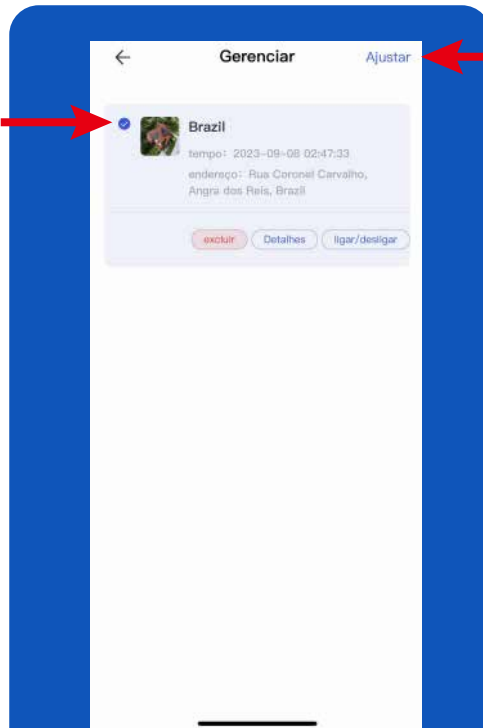 Gerenciar
Ajustar
Brazil
tempo: 2023-09-08 02:47:33
endereço: Rua Coronel Carvalho,
Angra dos Reis, Brazil
excluir
Detalhes
ligar/desligar